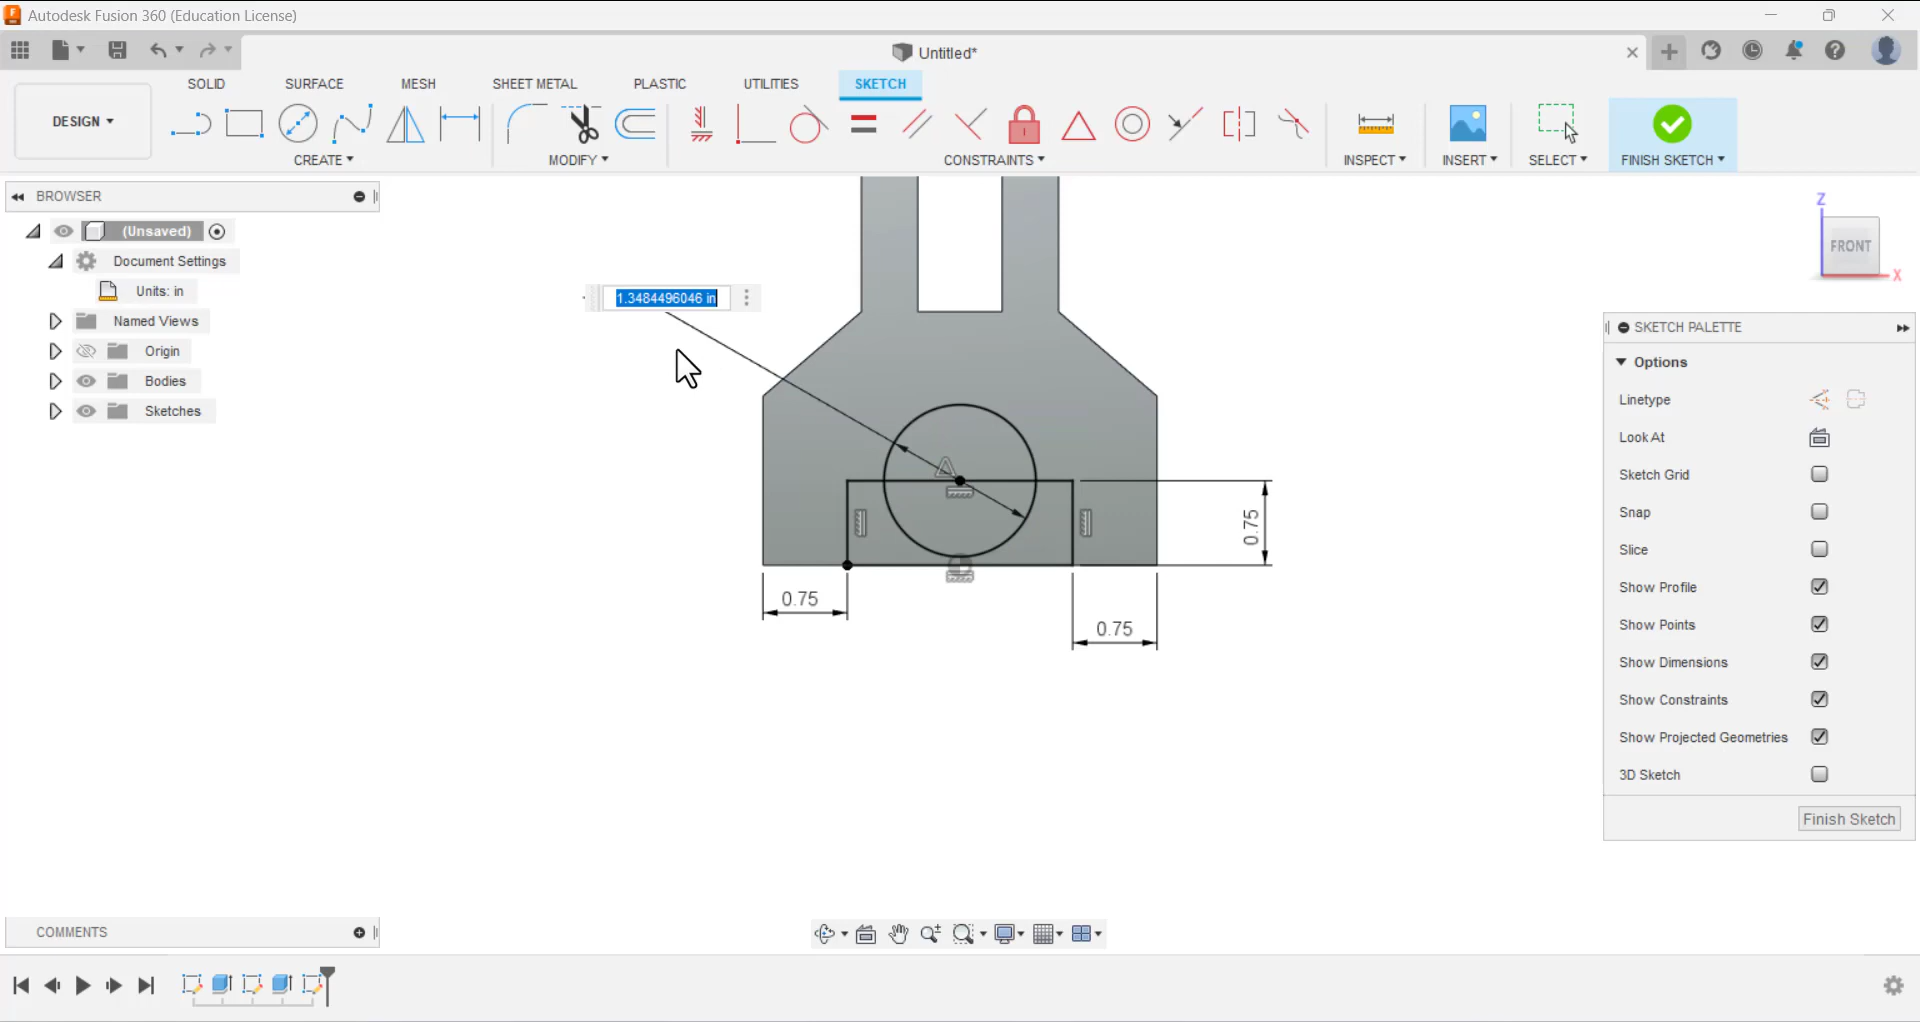 Autodesk Fusion 360 (Education License)
Untitled*
DESIGN
SOLID
SURFACE
MESH
SHEET METAL
PLASTIC
UTILITIES
SKETCH
CREATE
MODIFY
CONSTRAINTS
INSPECT
INSERT
SELECT
FINISH SKETCH
BROWSER
(Unsaved)
Document Settings
Units: in
Named Views
Origin
Bodies
Sketches
1.3484496046 in
0.75
0.75
0.75
Z
FRONT
X
SKETCH PALETTE
Options
Linetype
Look At
Sketch Grid
Snap
Slice
Show Profile
Show Points
Show Dimensions
Show Constraints
Show Projected Geometries
3D Sketch
Finish Sketch
COMMENTS